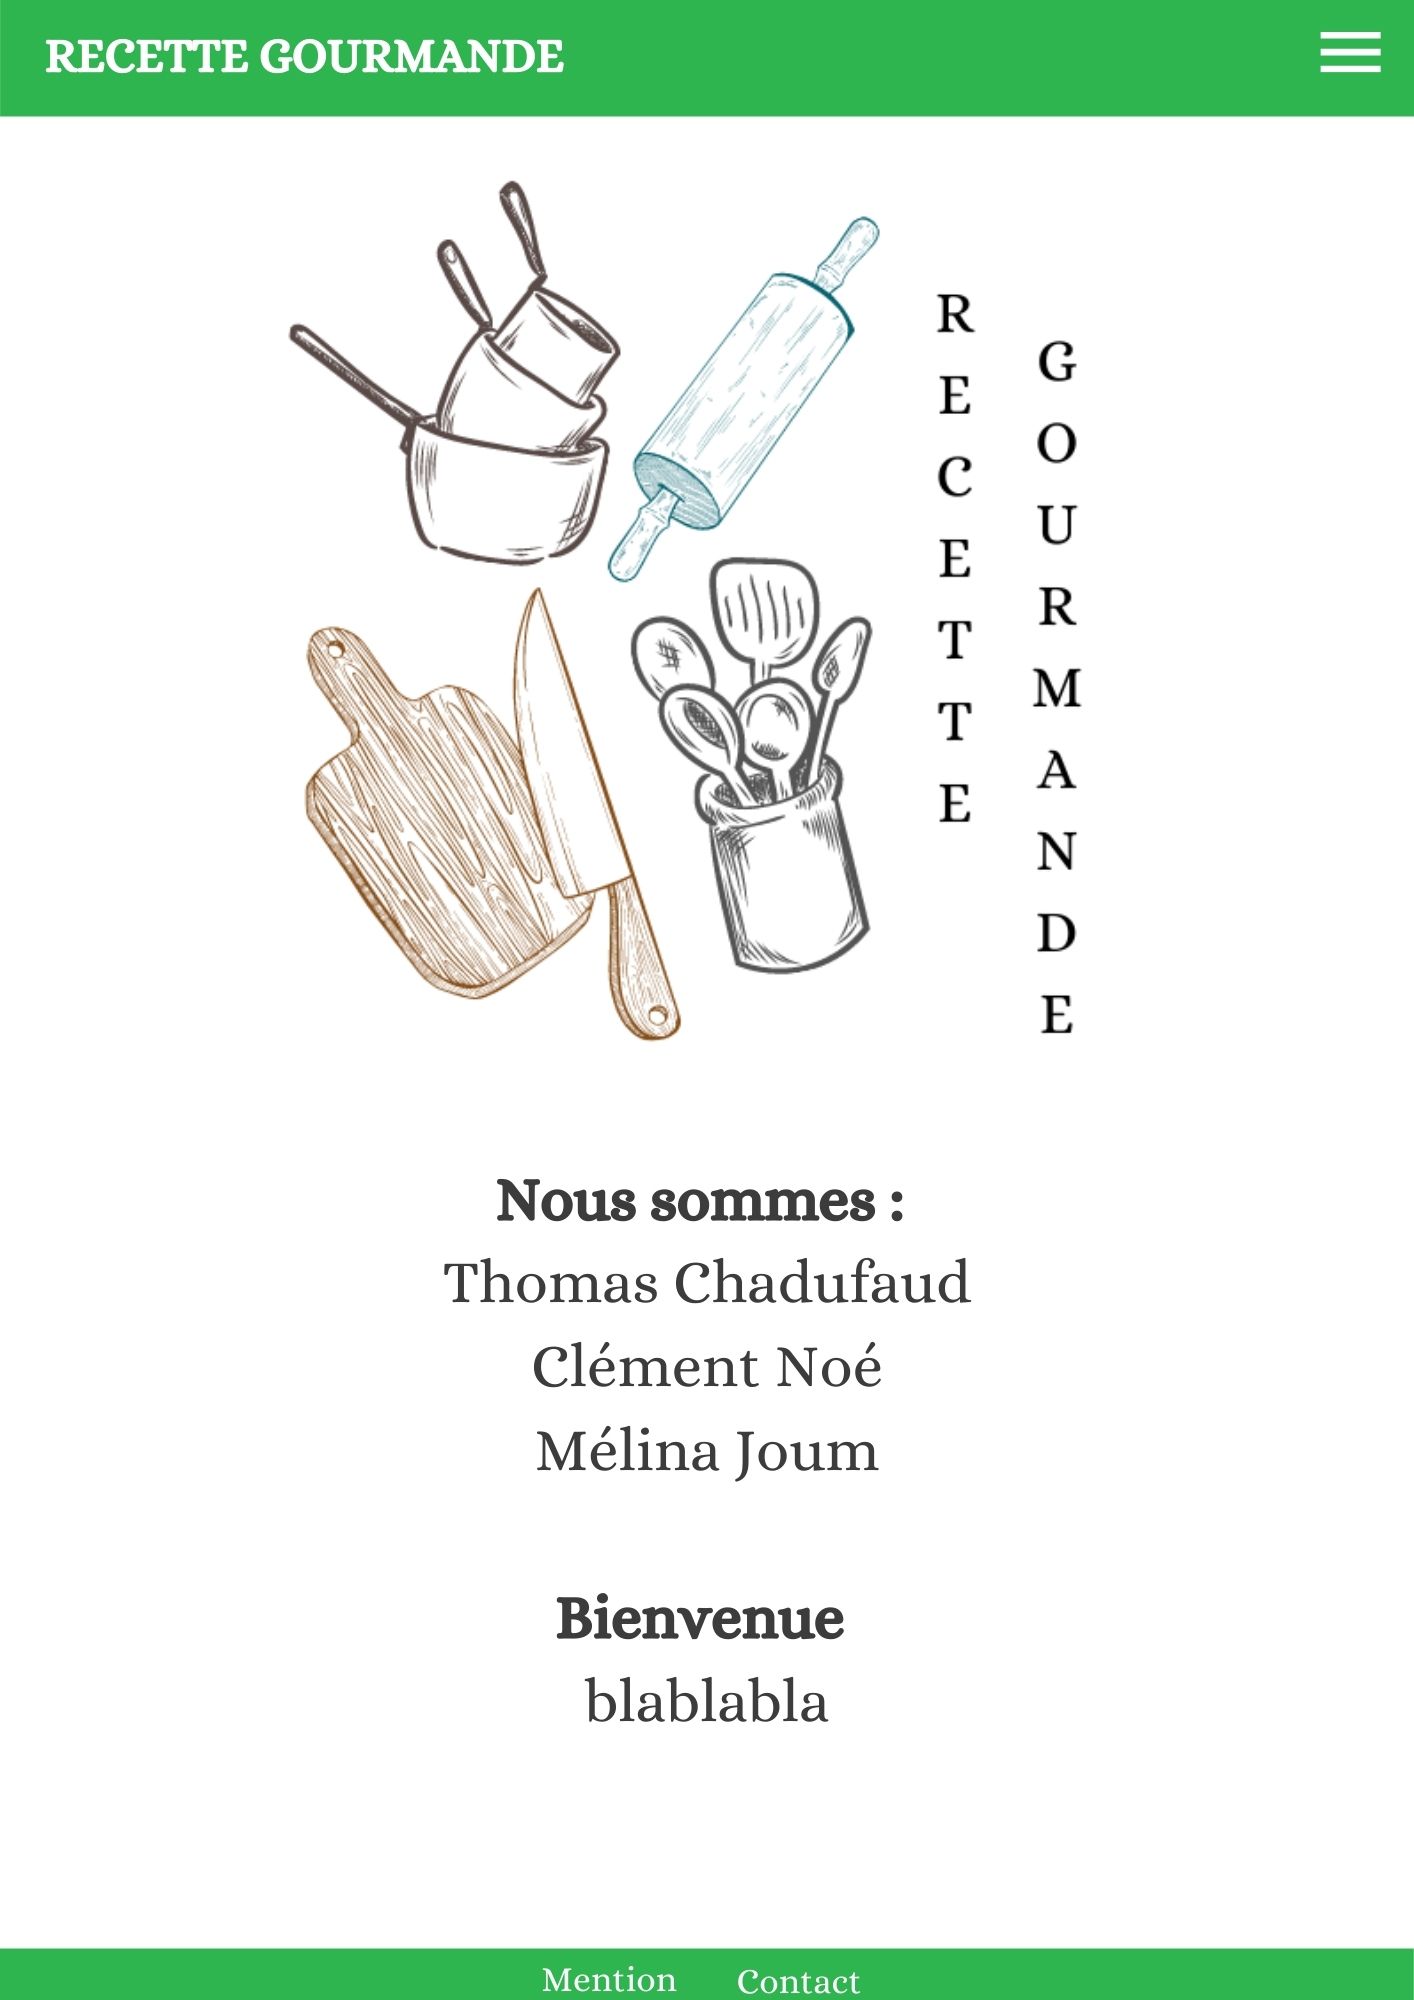 RECETTE GOURMANDE
RECETTE
GOURMANDE
Nous sommes :
Thomas Chadufaud
Clément Noé
Mélina Joum
Bienvenue
blablabla
Mention Contact